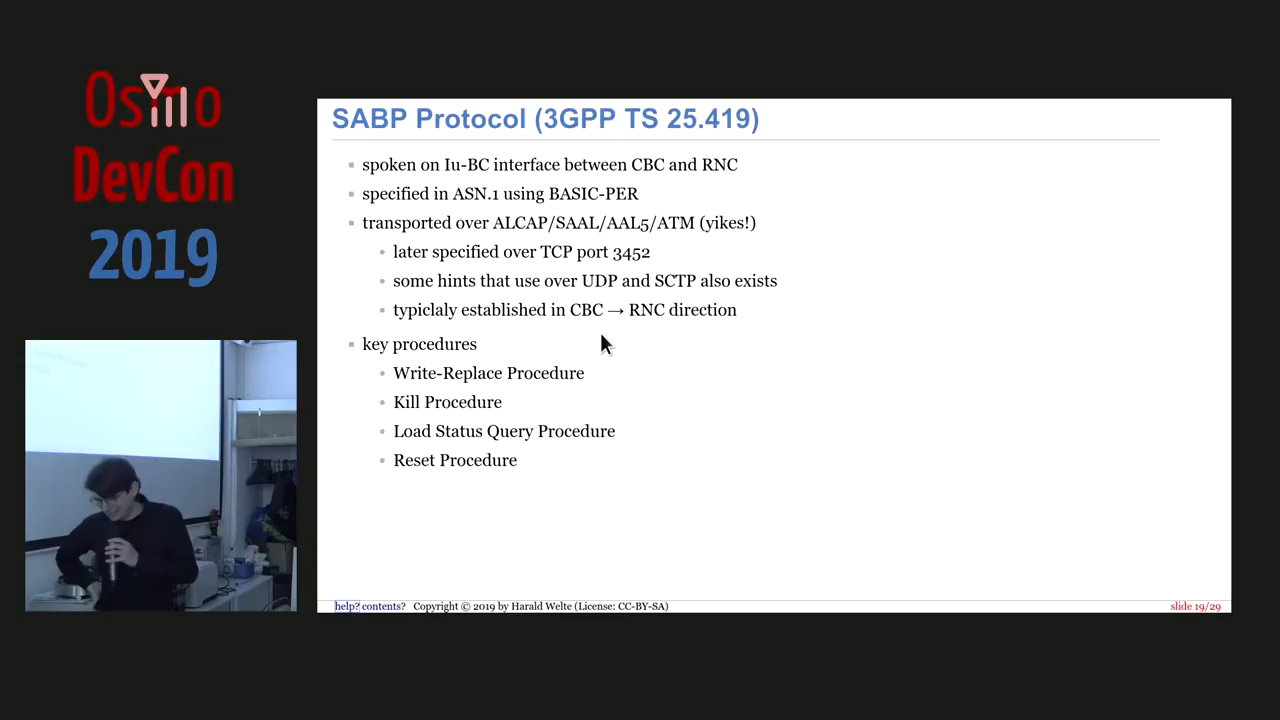 Osmo
DevCon
2019
SABP Protocol (3GPP TS 25.419)
spoken on Iu-BC interface between CBC and RNC
specified in ASN.1 using BASIC-PER
transported over ALCAP/SAAL/AAL5/ATM (yikes!)
later specified over TCP port 3452
some hints that use over UDP and SCTP also exists
typiclaly established in CBC → RNC direction
key procedures
Write-Replace Procedure
Kill Procedure
Load Status Query Procedure
Reset Procedure
help? contents? Copyright © 2019 by Harald Welte (License: CC-BY-SA)
slide 19/29